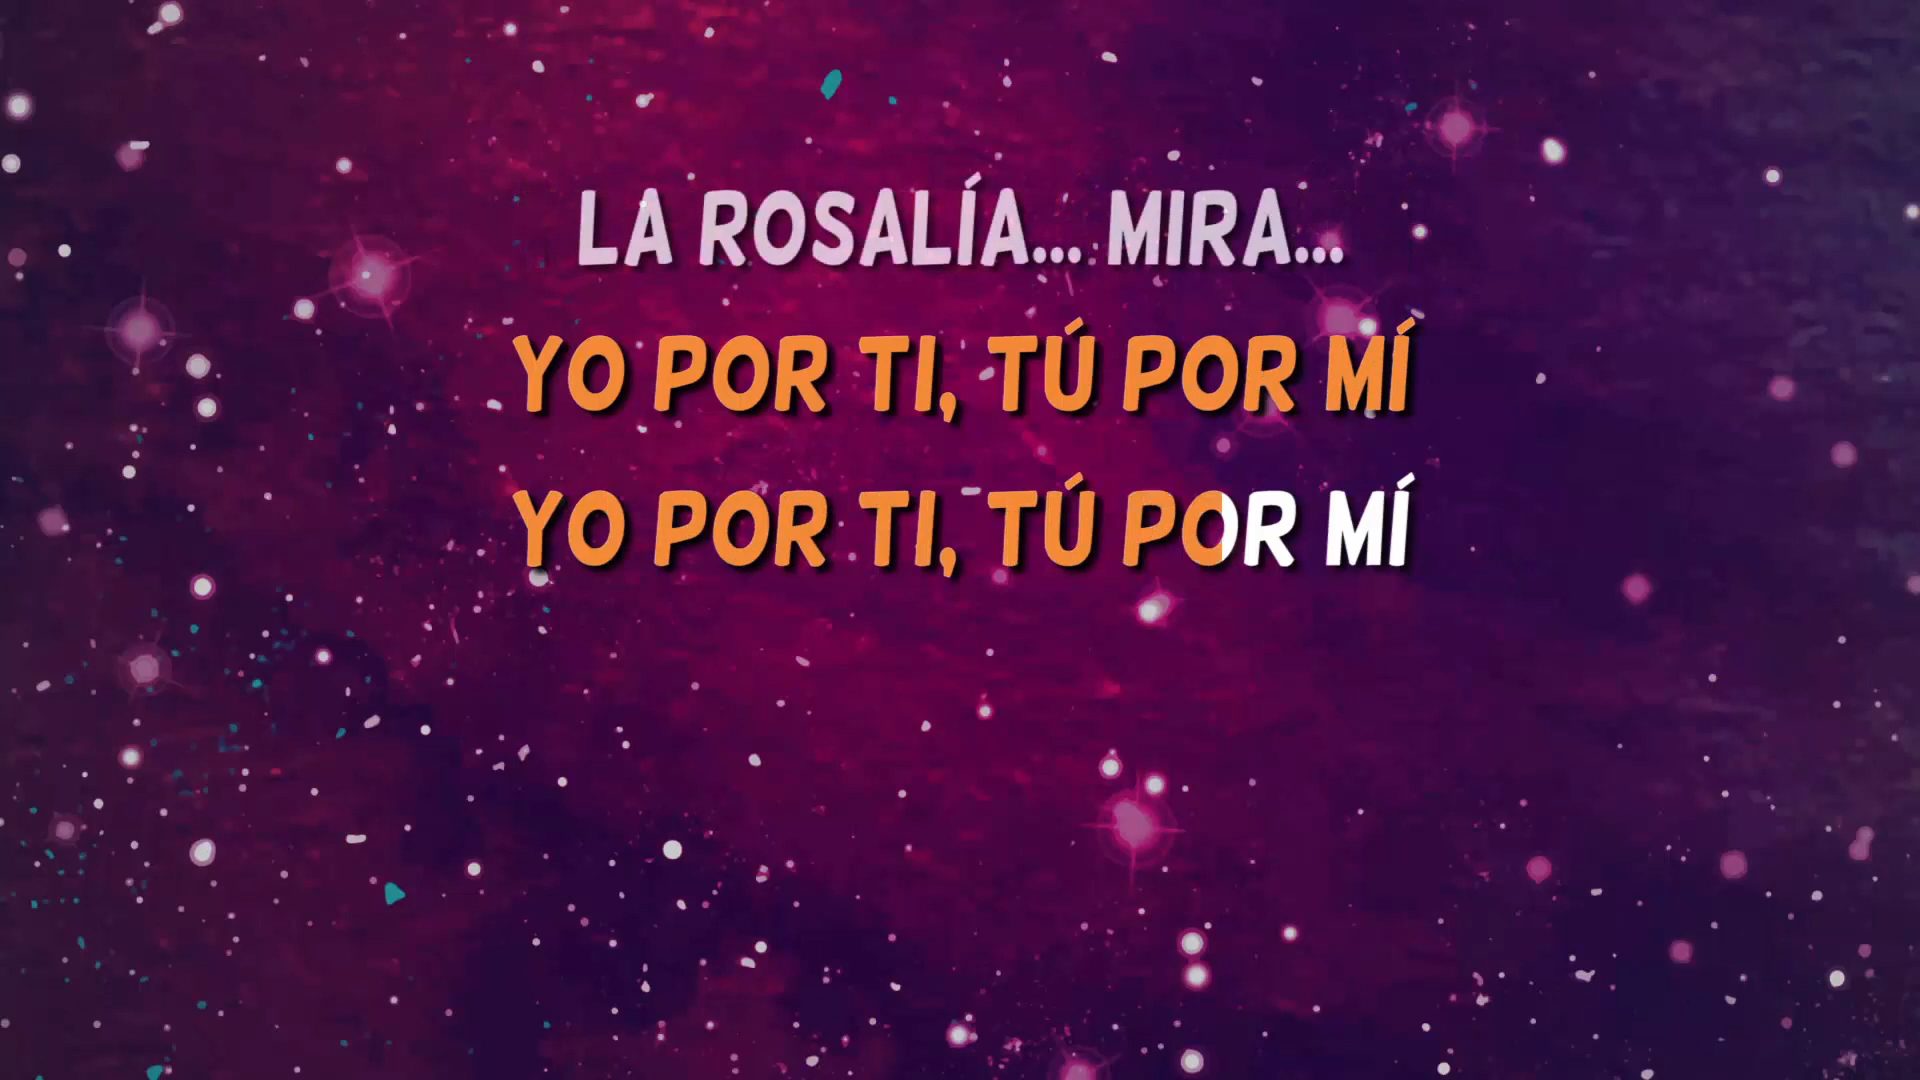 LA ROSALÍA... MIRA...
YO POR TI, TÚ POR MÍ
YO POR TI, TÚ POR MÍ